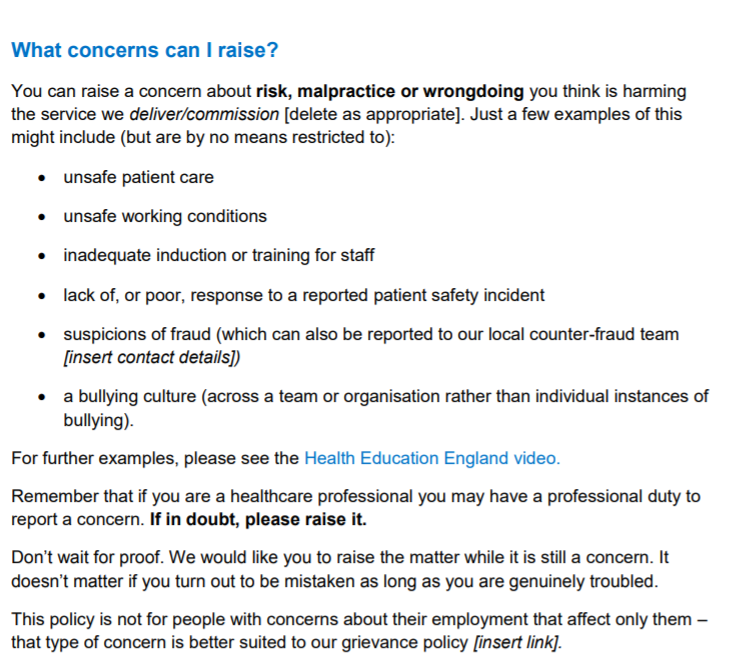 What concerns can I raise?
You can raise a concern about risk, malpractice or wrongdoing you think is harming
the service we deliver/commission [delete as appropriate]. Just a few examples of this
might include (but are by no means restricted to):
• unsafe patient care
• unsafe working conditions
• inadequate induction or training for staff
• lack of, or poor, response to a reported patient safety incident
• suspicions of fraud (which can also be reported to our local counter-fraud team
[insert contact details])
• a bullying culture (across a team or organisation rather than individual instances of
bullying).
For further examples, please see the Health Education England video.
Remember that if you are a healthcare professional you may have a professional duty to
report a concern. If in doubt, please raise it.
Don’t wait for proof. We would like you to raise the matter while it is still a concern. It
doesn’t matter if you turn out to be mistaken as long as you are genuinely troubled.
This policy is not for people with concerns about their employment that affect only them –
that type of concern is better suited to our grievance policy [insert link].